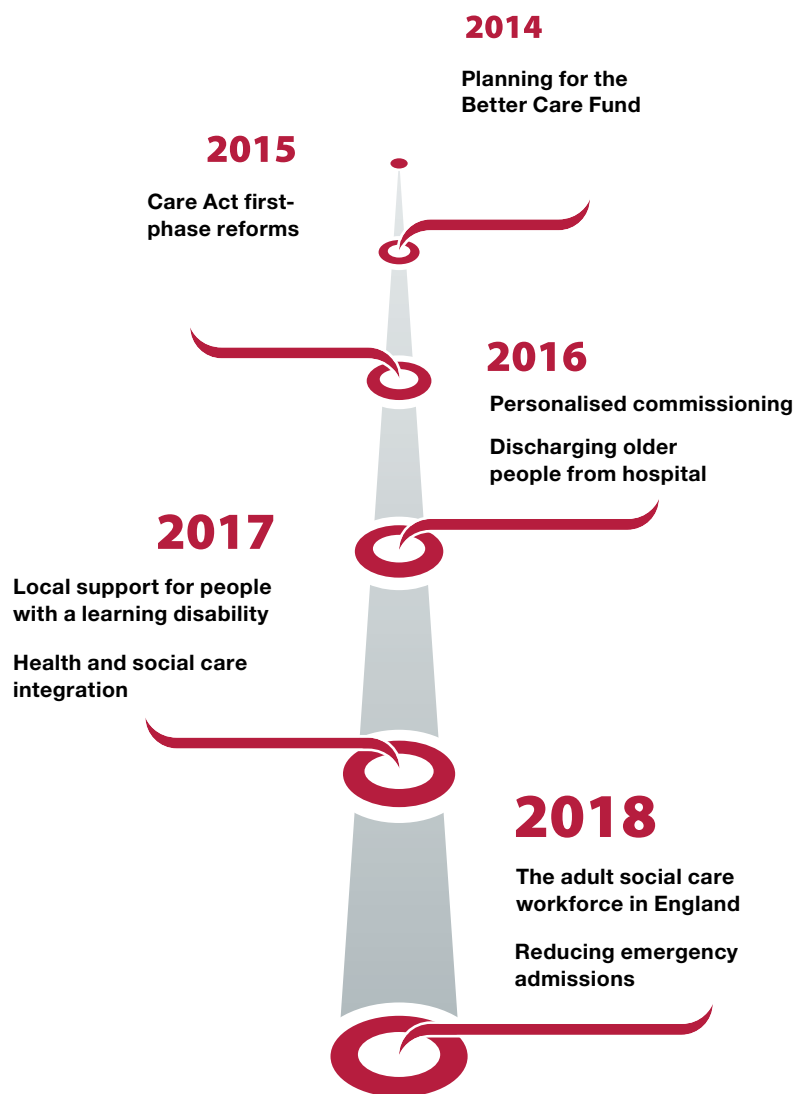 2014
Planning for the
Better Care Fund
2015
Care Act first-
phase reforms
2016
Personalised commissioning
Discharging older
people from hospital
2017
Local support for people
with a learning disability
Health and social care
integration
2018
The adult social care
workforce in England
Reducing emergency
admissions